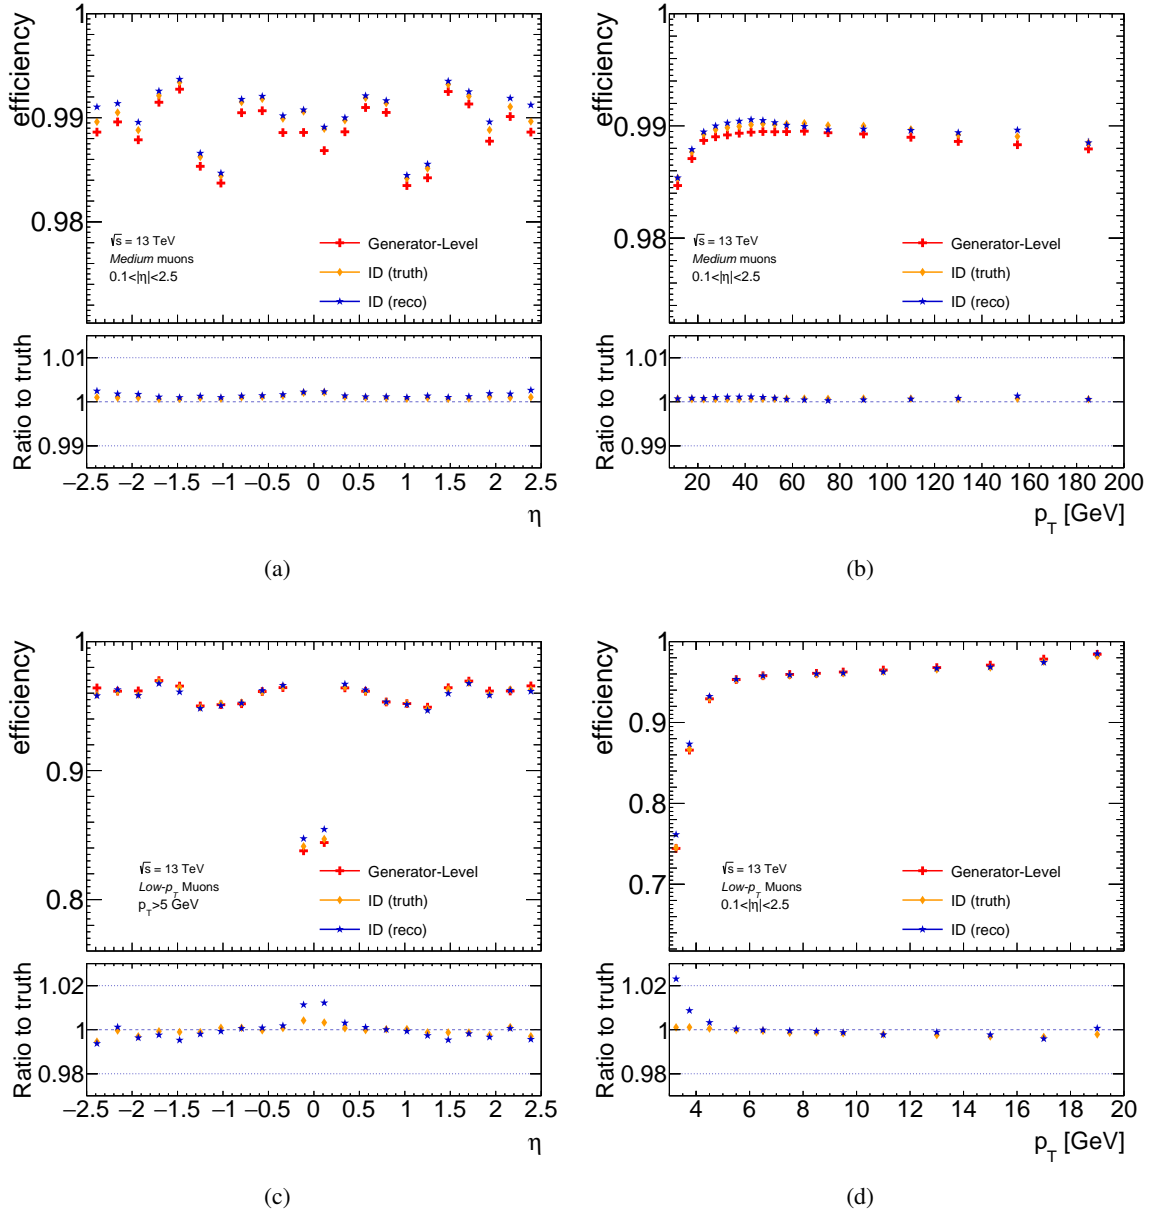 efficiency
1
0.99
0.98
√s = 13 TeV
Medium muons
0.1<|η|<2.5
Generator-Level
ID (truth)
ID (reco)
Ratio to truth
1.01
1
0.99
−2.5 −2 −1.5 −1 −0.5 0 0.5 1 1.5 2 2.5
η
(a)
efficiency
1
0.99
0.98
√s = 13 TeV
Medium muons
0.1<|η|<2.5
Generator-Level
ID (truth)
ID (reco)
Ratio to truth
1.01
1
0.99
20 40 60 80 100 120 140 160 180 200
p_T [GeV]
(b)
efficiency
1
0.9
0.8
√s = 13 TeV
Low-p_T Muons
p_T>5 GeV
Generator-Level
ID (truth)
ID (reco)
Ratio to truth
1.02
1
0.98
−2.5 −2 −1.5 −1 −0.5 0 0.5 1 1.5 2 2.5
η
(c)
efficiency
1
0.9
0.8
0.7
√s = 13 TeV
Low-p_T Muons
0.1<|η|<2.5
Generator-Level
ID (truth)
ID (reco)
Ratio to truth
1.02
1
0.98
4 6 8 10 12 14 16 18 20
p_T [GeV]
(d)